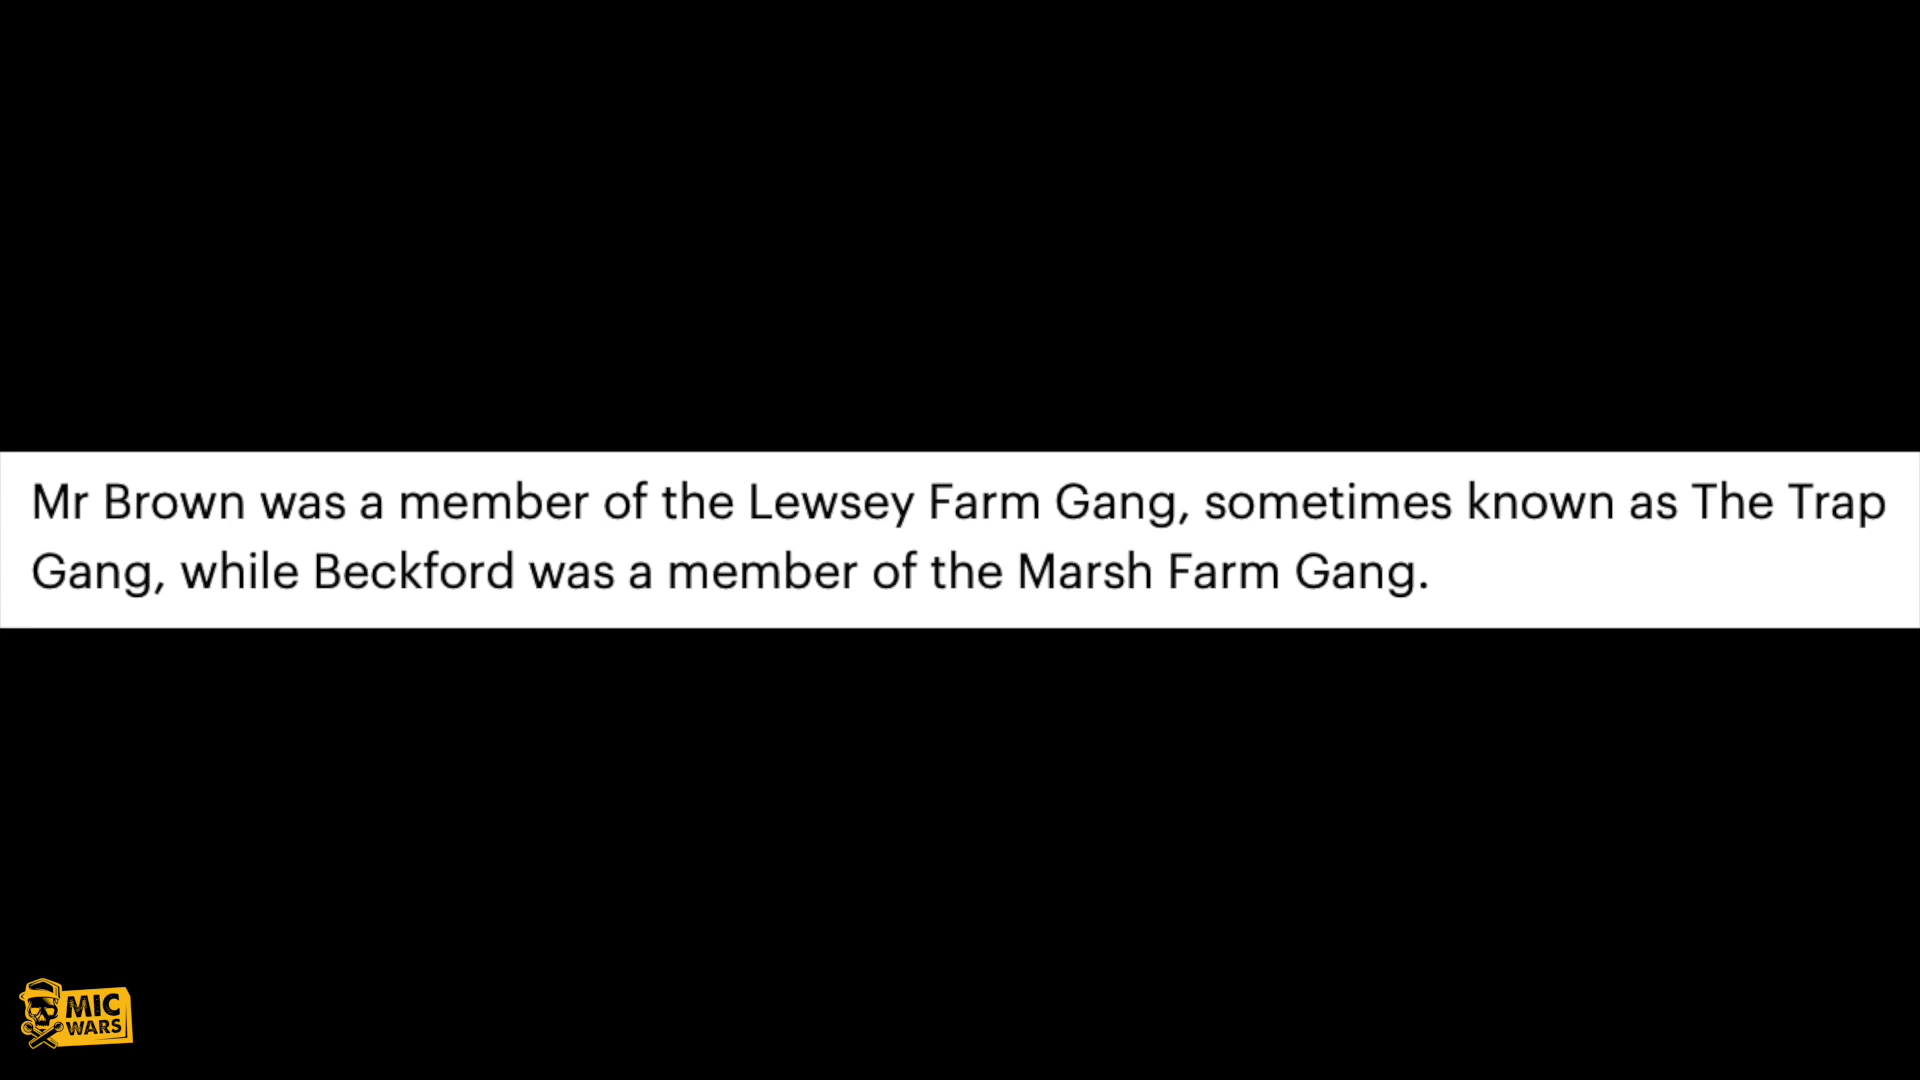 Mr Brown was a member of the Lewsey Farm Gang, sometimes known as The Trap
Gang, while Beckford was a member of the Marsh Farm Gang.
MIC
WARS